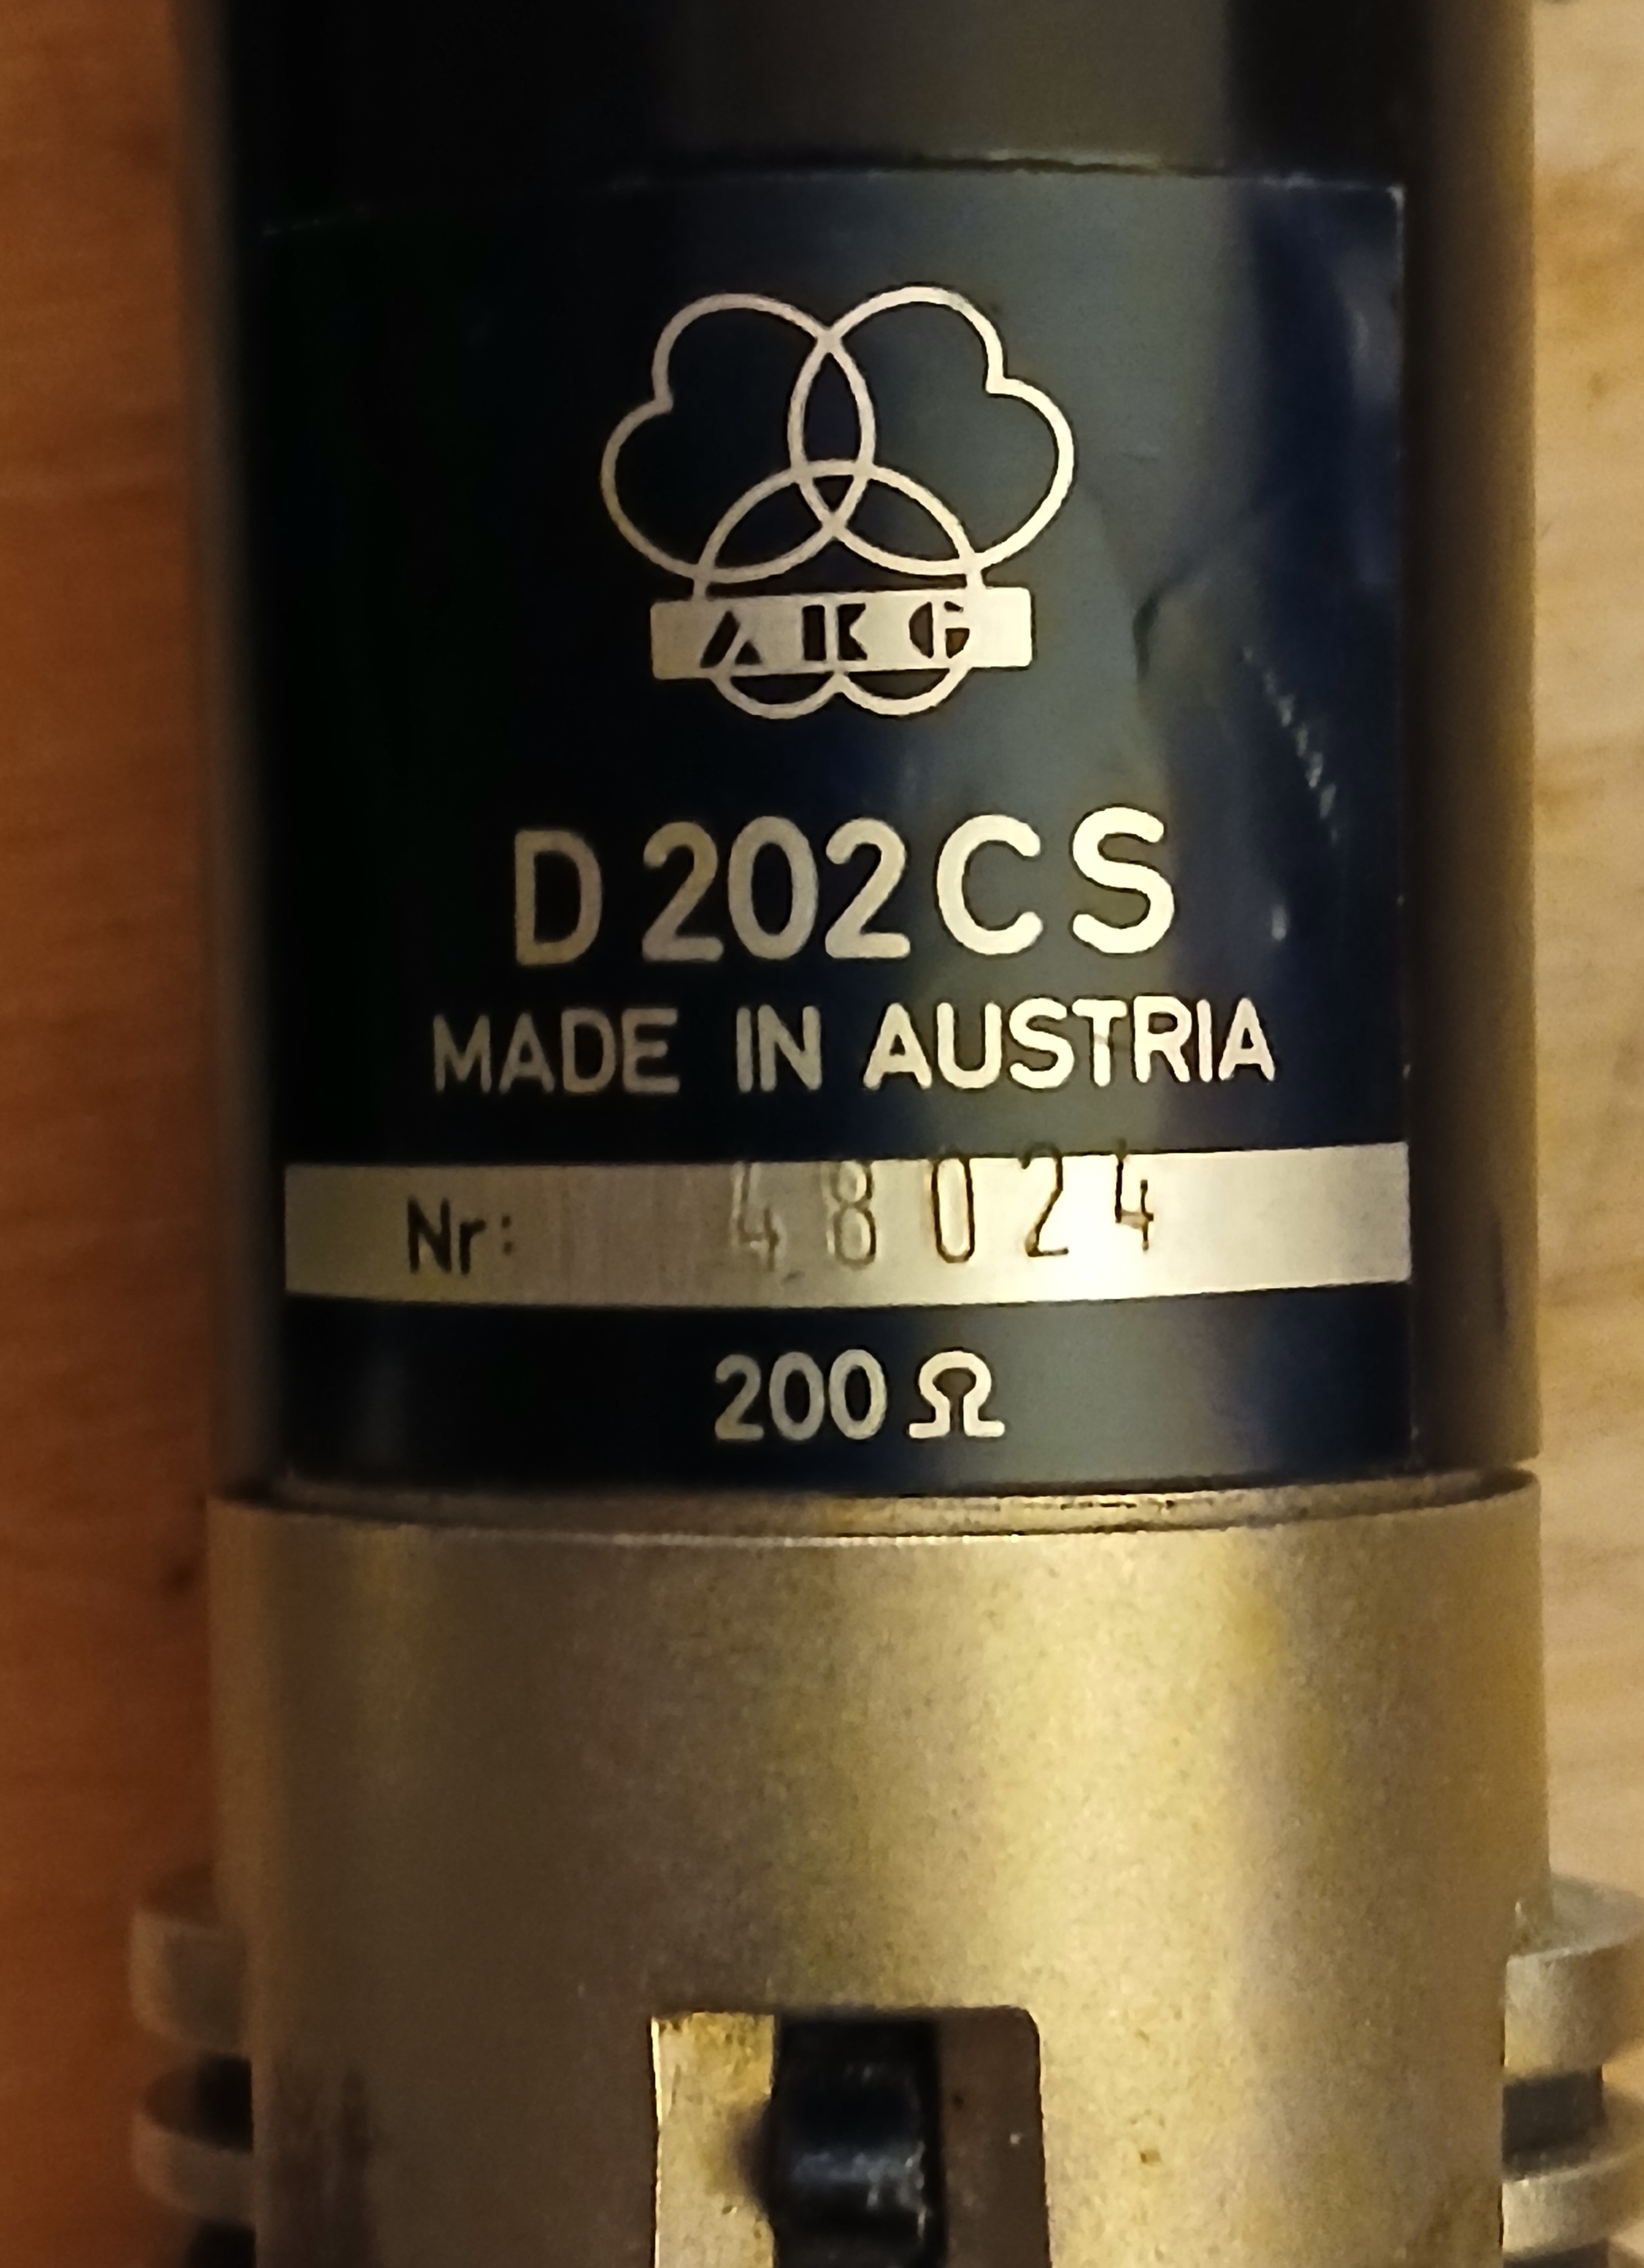 AKG
D 202 CS
MADE IN AUSTRIA
Nr: 48024
200 Ω